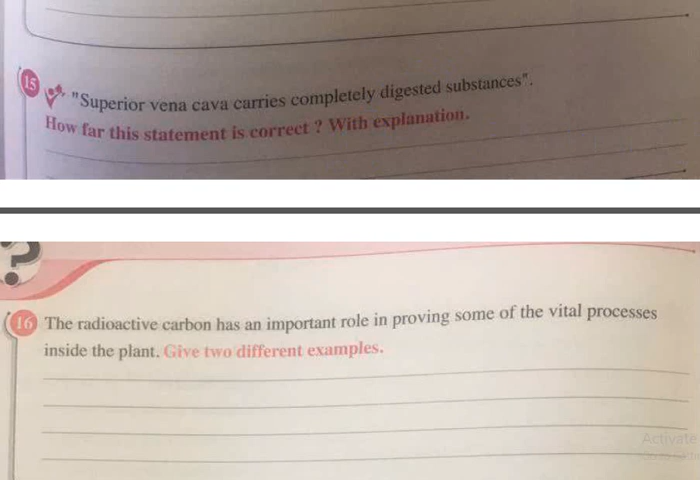 15
"Superior vena cava carries completely digested substances".
How far this statement is correct ? With explanation.
?
16 The radioactive carbon has an important role in proving some of the vital processes
inside the plant. Give two different examples.
Activate